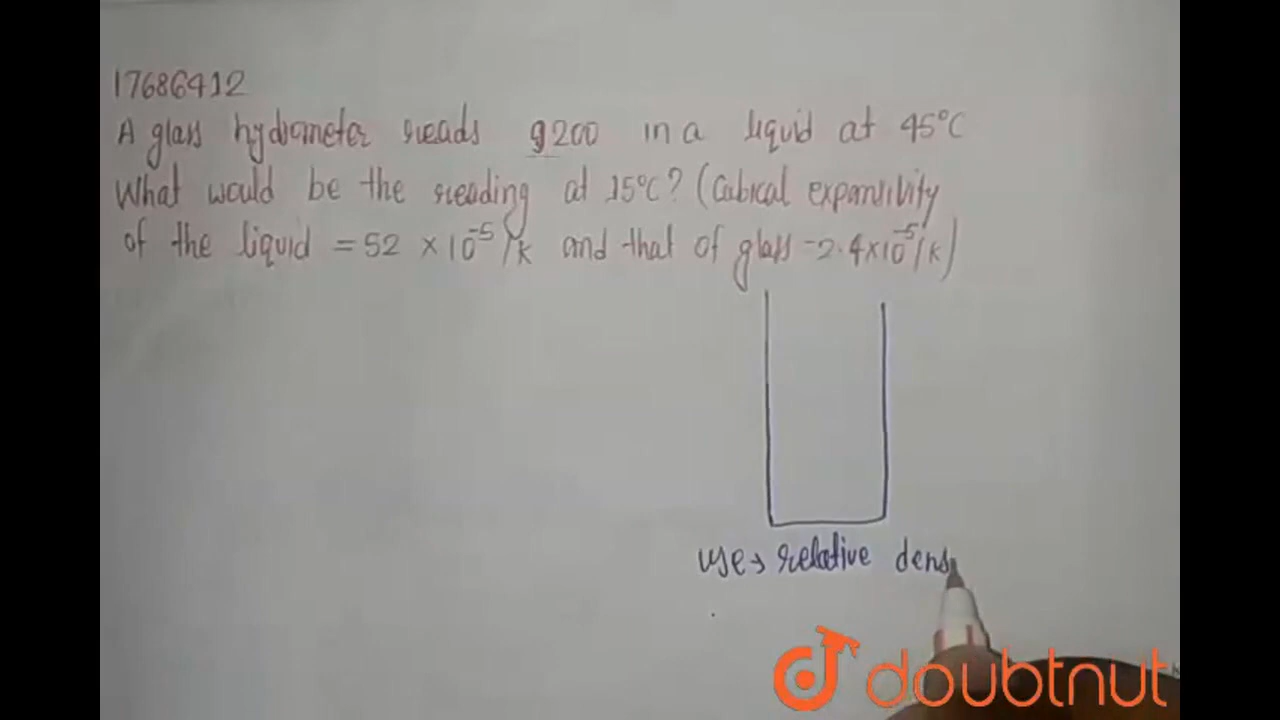 17686412
A glass hydrometer reads 9200 in a liquid at 45°C
What would be the reading at 15°C? (Cubical expansivity
of the liquid = 52 × 10⁻⁵/k and that of glass = 2.4×10⁻⁵/k)
use → relative dens
doubtnut